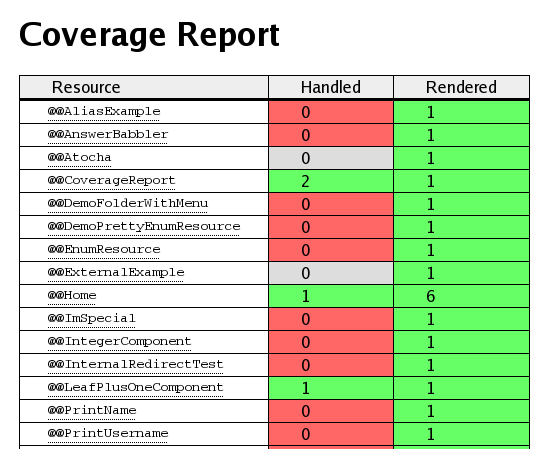 Coverage Report
Resource Handled Rendered
@@AliasExample 0 1
@@AnswerBabbler 0 1
@@Atocha 0 1
@@CoverageReport 2 1
@@DemoFolderWithMenu 0 1
@@DemoPrettyEnumResource 0 1
@@EnumResource 0 1
@@ExternalExample 0 1
@@Home 1 6
@@ImSpecial 0 1
@@IntegerComponent 0 1
@@InternalRedirectTest 0 1
@@LeafPlusOneComponent 1 1
@@PrintName 0 1
@@PrintUsername 0 1